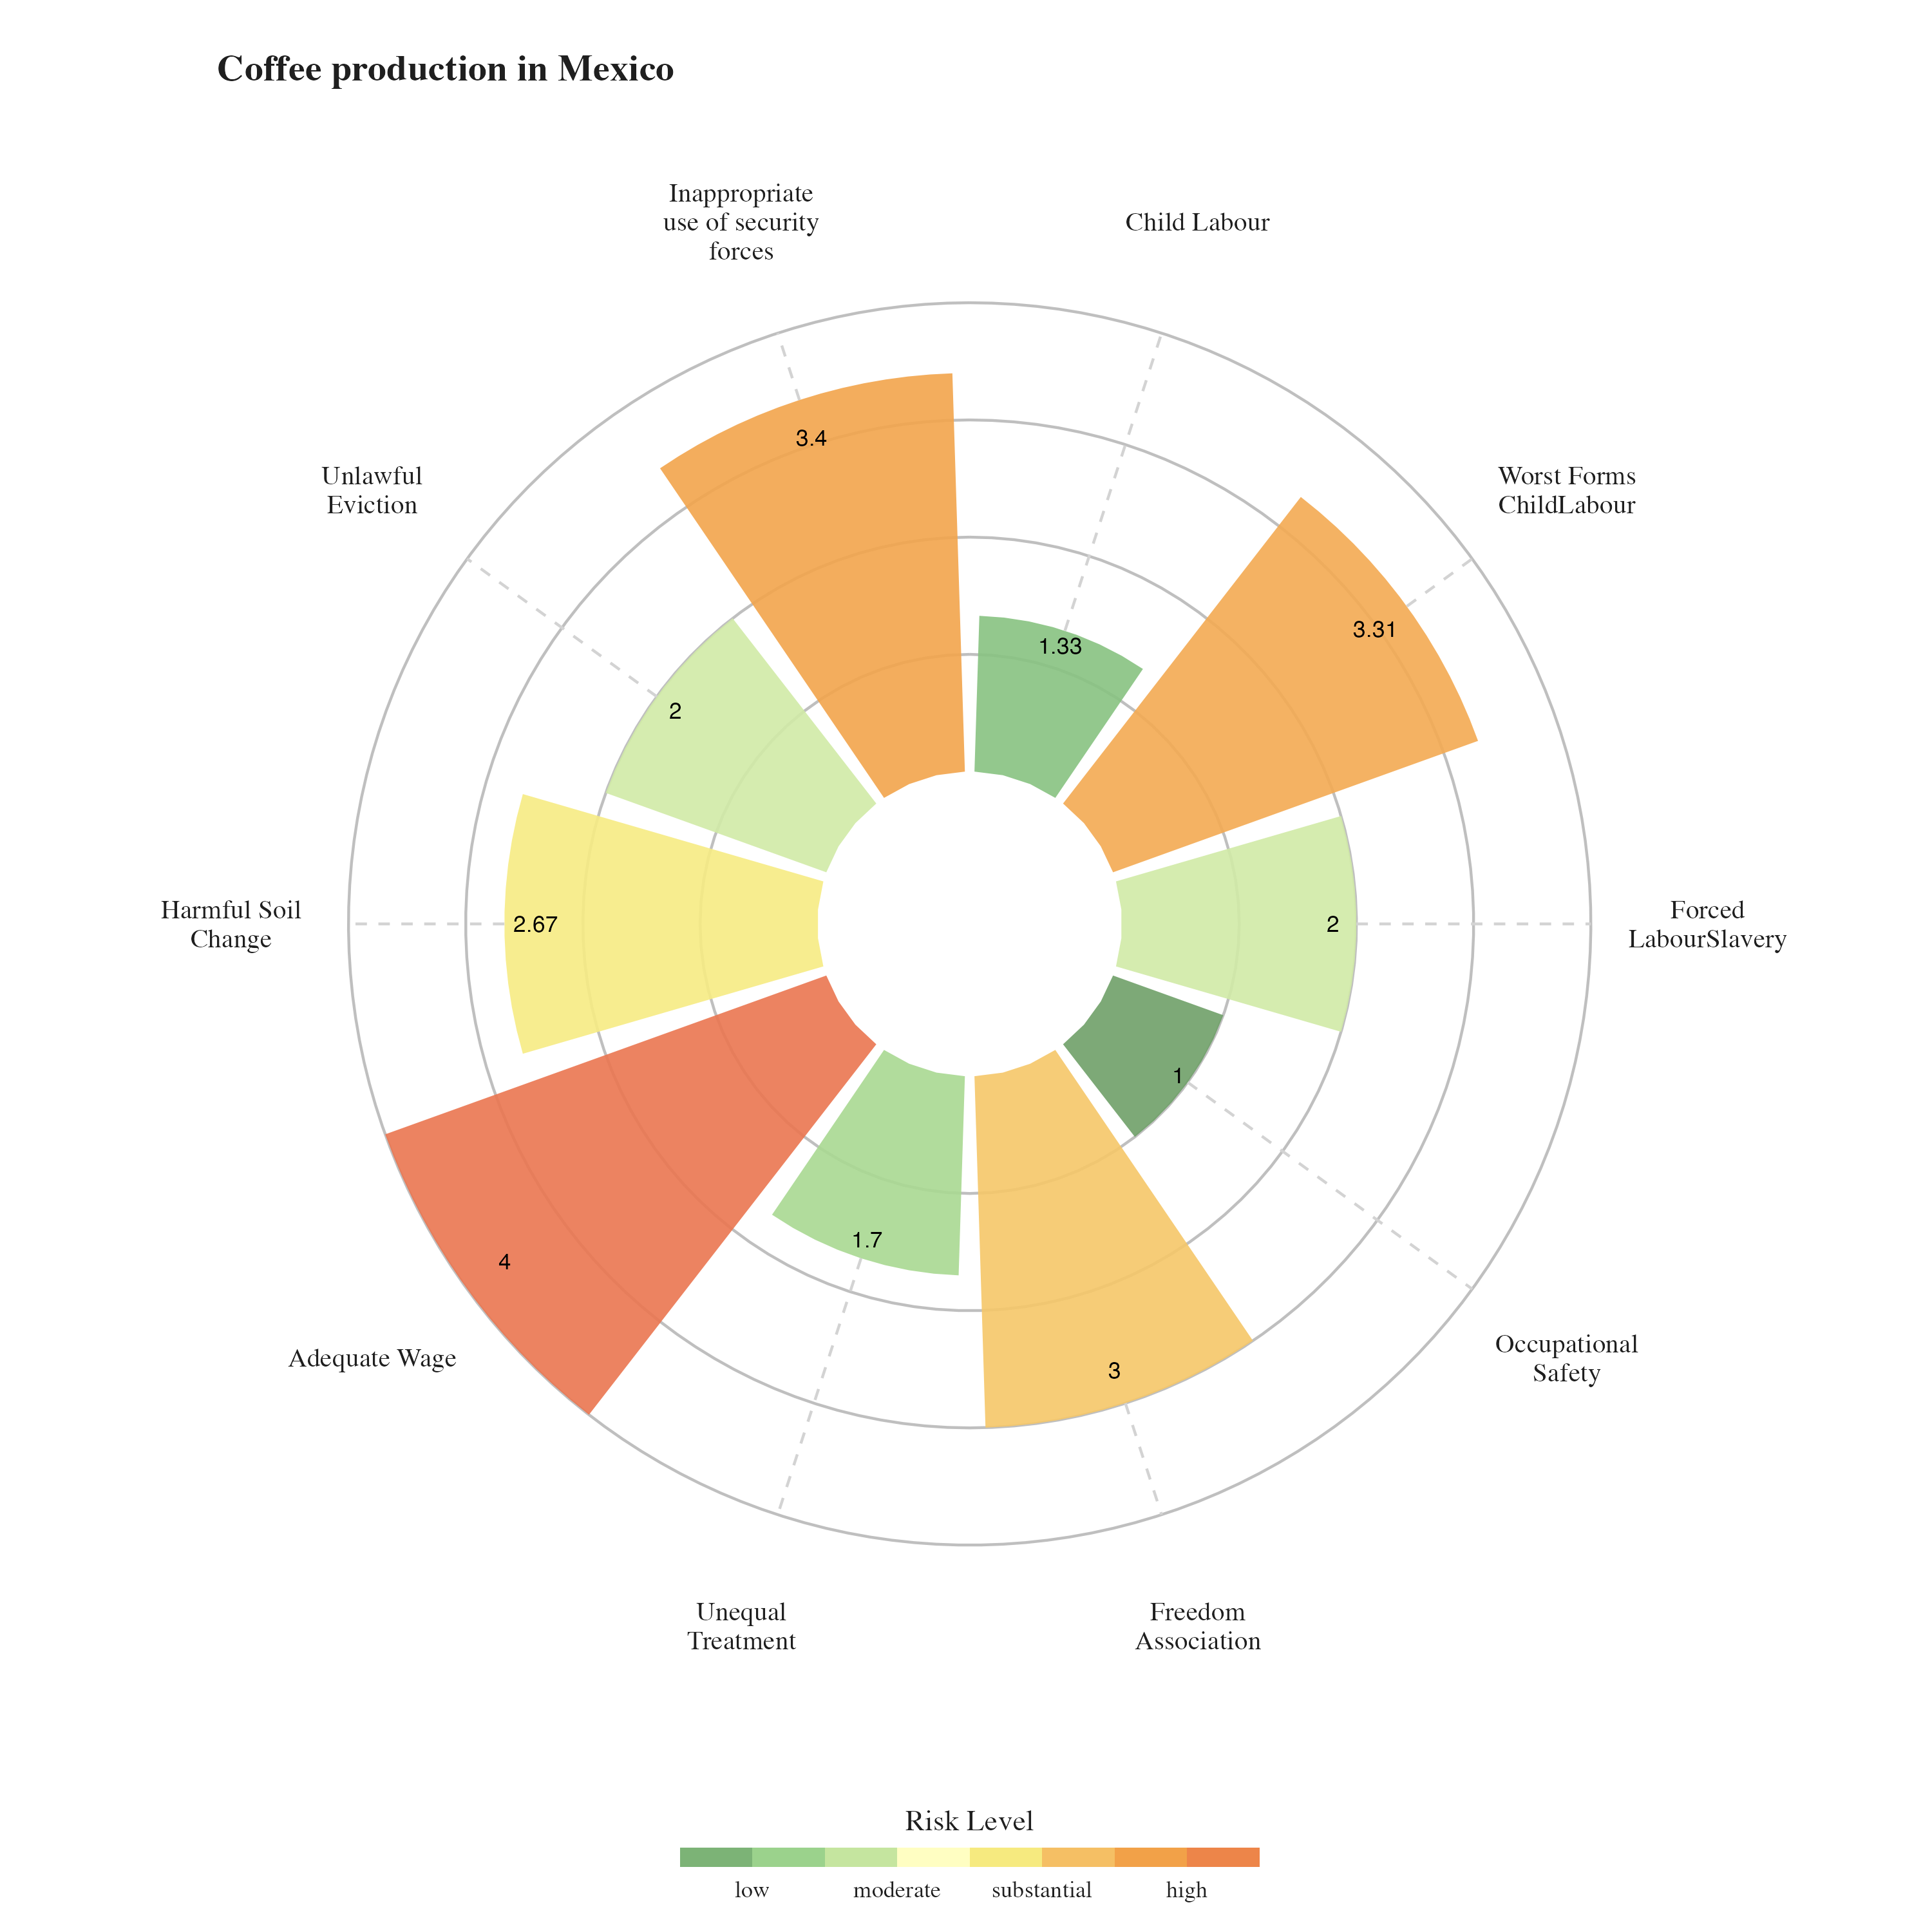 Coffee production in Mexico
Inappropriate
use of security
forces
Child Labour
Unlawful
Eviction
Worst Forms
ChildLabour
3.4
3.31
1.33
2
Harmful Soil
Change
2.67
2
Forced
LabourSlavery
1
4
1.7
3
Adequate Wage
Occupational
Safety
Unequal
Treatment
Freedom
Association
Risk Level
low
moderate
substantial
high